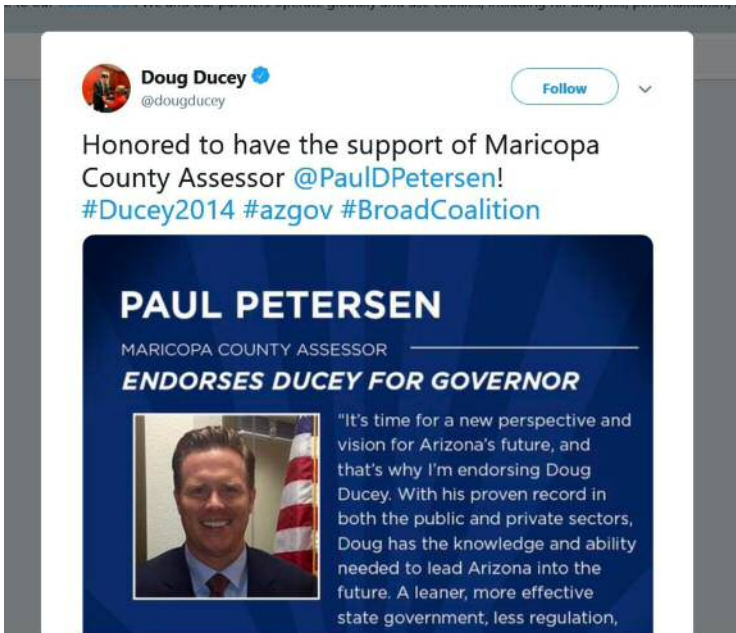 Doug Ducey
@dougducey
Follow
Honored to have the support of Maricopa
County Assessor @PaulDPetersen!
#Ducey2014 #azgov #BroadCoalition
PAUL PETERSEN
MARICOPA COUNTY ASSESSOR
ENDORSES DUCEY FOR GOVERNOR
"It's time for a new perspective and
vision for Arizona's future, and
that's why I'm endorsing Doug
Ducey. With his proven record in
both the public and private sectors,
Doug has the knowledge and ability
needed to lead Arizona into the
future. A leaner, more effective
state government, less regulation,